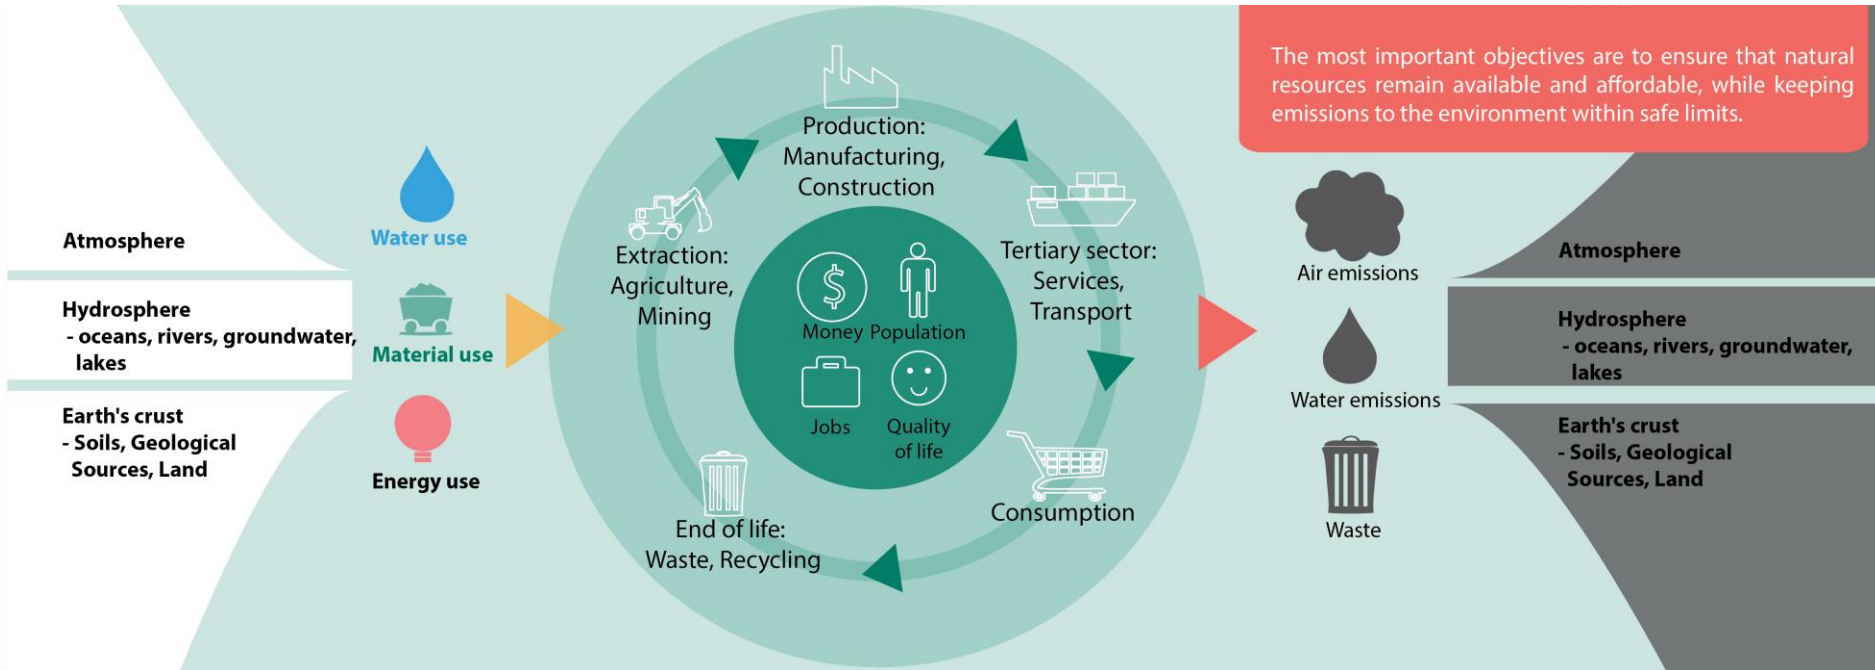 The most important objectives are to ensure that natural
resources remain available and affordable, while keeping
emissions to the environment within safe limits.
Atmosphere
Hydrosphere
- oceans, rivers, groundwater,
lakes
Earth's crust
- Soils, Geological
Sources, Land
Water use
Material use
Energy use
Production:
Manufacturing,
Construction
Extraction:
Agriculture,
Mining
Tertiary sector:
Services,
Transport
$
Money
Population
Jobs
Quality
of life
Consumption
End of life:
Waste, Recycling
Air emissions
Water emissions
Waste
Atmosphere
Hydrosphere
- oceans, rivers, groundwater,
lakes
Earth's crust
- Soils, Geological
Sources, Land